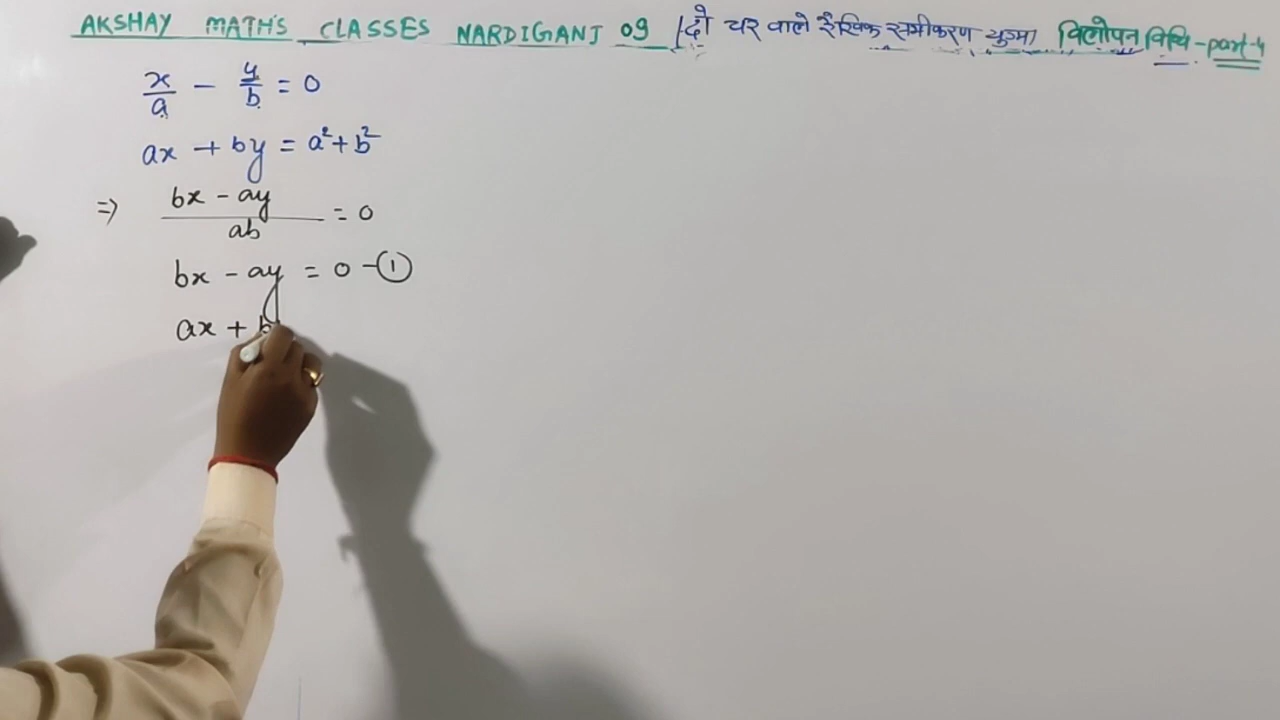 AKSHAY MATH'S CLASSES NARDIGANJ 09 / दो चर वाले रैखिक समीकरण युग्म विलोपन विधि - part-4
x/a - y/b = 0
ax + by = a² + b²
⇒ (bx - ay)/ab = 0
bx - ay = 0 - ①
ax + b